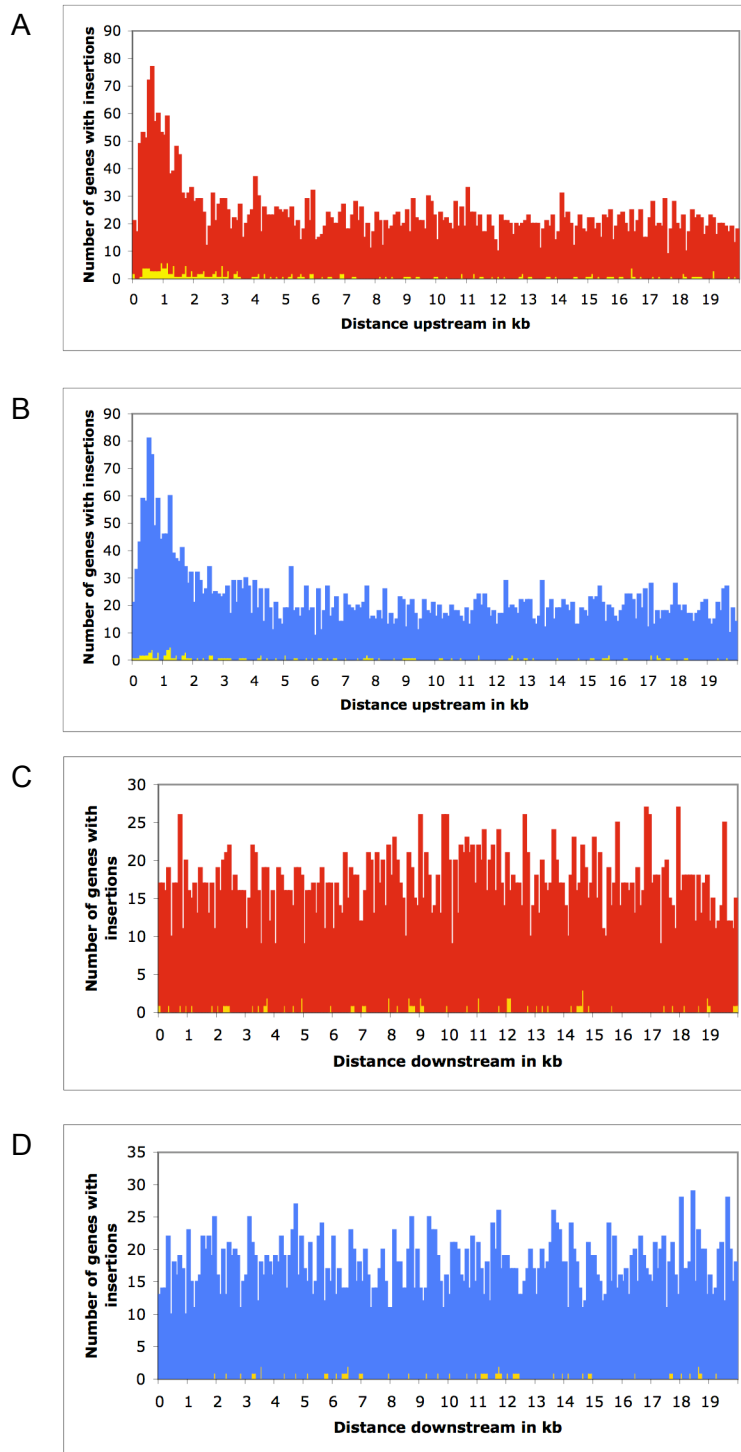 A
Number of genes with insertions
90
80
70
60
50
40
30
20
10
0
0 1 2 3 4 5 6 7 8 9 10 11 12 13 14 15 16 17 18 19
Distance upstream in kb
B
Number of genes with insertions
90
80
70
60
50
40
30
20
10
0
0 1 2 3 4 5 6 7 8 9 10 11 12 13 14 15 16 17 18 19
Distance upstream in kb
C
Number of genes with
insertions
30
25
20
15
10
5
0
0 1 2 3 4 5 6 7 8 9 10 11 12 13 14 15 16 17 18 19
Distance downstream in kb
D
Number of genes with
insertions
35
30
25
20
15
10
5
0
0 1 2 3 4 5 6 7 8 9 10 11 12 13 14 15 16 17 18 19
Distance downstream in kb